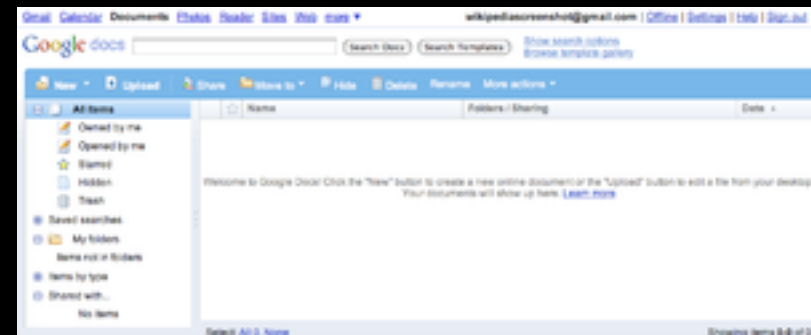 Gmail Calendar Documents Photos Reader Sites Web more ▼ wikipediascreenshot@gmail.com | Offline | Settings | Help | Sign out
Google docs Search Docs Search Templates Show search options
Browse template gallery
New Upload Share Move to Hide Delete Rename More actions
All items Name Folders / Sharing Date
Owned by me
Opened by me
Starred
Hidden
Welcome to Google Docs! Click the "New" button to create a new online document or the "Upload" button to edit a file from your desktop
Trash
Your documents will show up here. Learn more
Saved searches
My folders
Items not in folders
Items by type
Shared with...
No items
Select: All 0, None Showing items 0-0 of